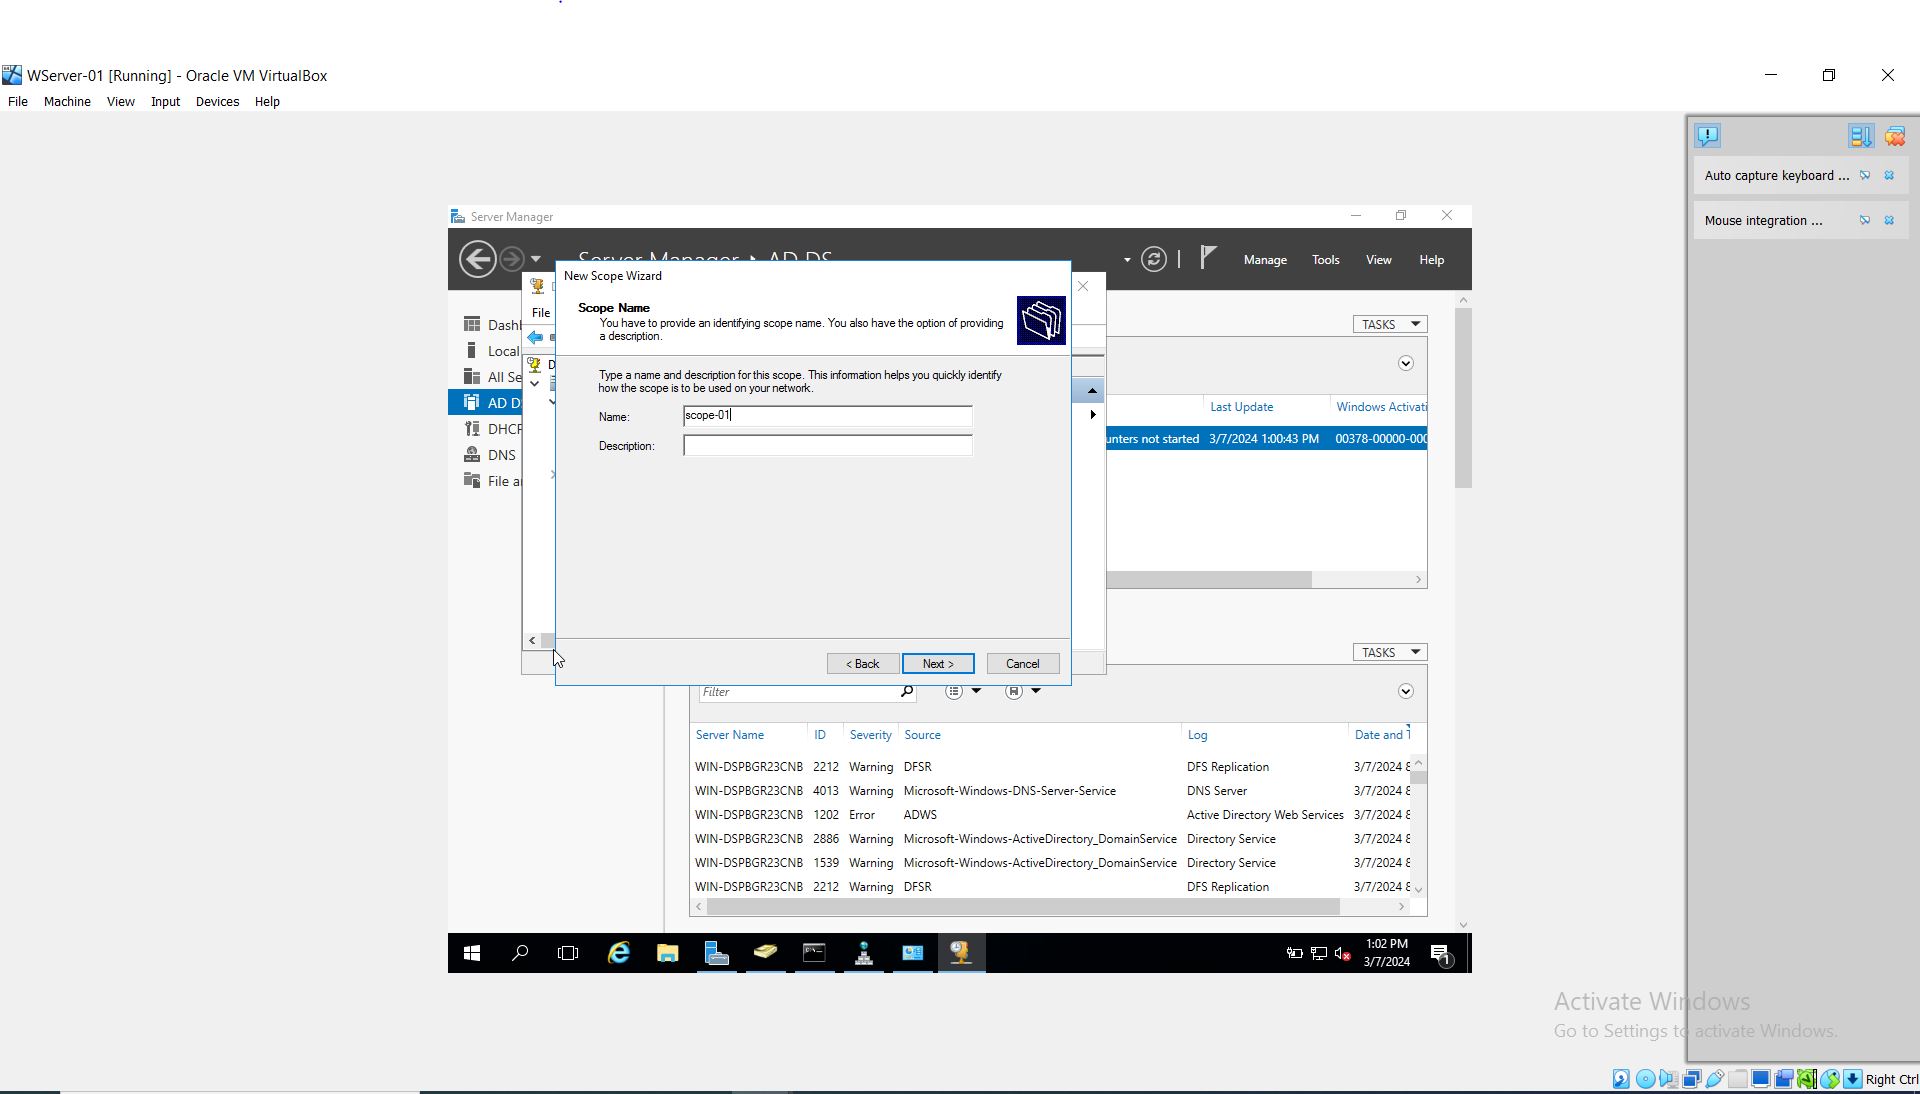 WServer-01 [Running] - Oracle VM VirtualBox
File Machine View Input Devices Help
Auto capture keyboard ...
Mouse integration ...
Server Manager
Server Manager AD DS
Manage Tools View Help
New Scope Wizard
Scope Name
You have to provide an identifying scope name. You also have the option of providing
a description.
File
Type a name and description for this scope. This information helps you quickly identify
how the scope is to be used on your network.
Name: scope-01
Description:
< Back Next > Cancel
Local
All Se
AD D
DNS
TASKS
Last Update Windows Activati
unters not started 3/7/2024 1:00:43 PM 00378-00000-000
TASKS
Filter
Server Name ID Severity Source Log Date and
WIN-DSPBGR23CNB 2212 Warning DFSR DFS Replication 3/7/2024 8
WIN-DSPBGR23CNB 4013 Warning Microsoft-Windows-DNS-Server-Service DNS Server 3/7/2024 8
WIN-DSPBGR23CNB 1202 Error ADWS Active Directory Web Services 3/7/2024 8
WIN-DSPBGR23CNB 2886 Warning Microsoft-Windows-ActiveDirectory_DomainService Directory Service 3/7/2024 8
WIN-DSPBGR23CNB 1539 Warning Microsoft-Windows-ActiveDirectory_DomainService Directory Service 3/7/2024 8
WIN-DSPBGR23CNB 2212 Warning DFSR DFS Replication 3/7/2024 8
1:02 PM
3/7/2024
1
Activate Windows
Go to Settings to activate Windows.
Right Ctrl